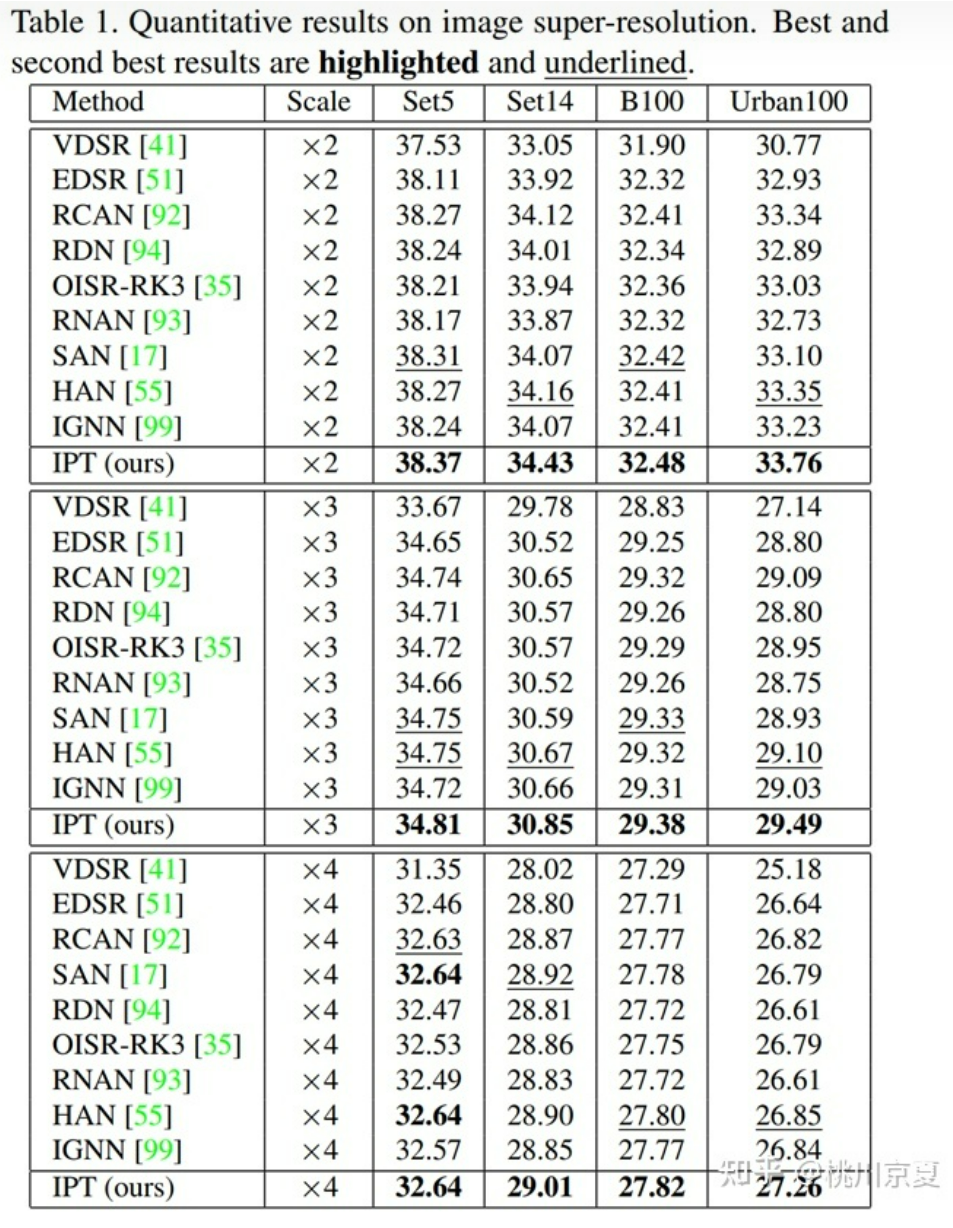 Table 1. Quantitative results on image super-resolution. Best and
second best results are highlighted and underlined.
Method Scale Set5 Set14 B100 Urban100
VDSR [41] ×2 37.53 33.05 31.90 30.77
EDSR [51] ×2 38.11 33.92 32.32 32.93
RCAN [92] ×2 38.27 34.12 32.41 33.34
RDN [94] ×2 38.24 34.01 32.34 32.89
OISR-RK3 [35] ×2 38.21 33.94 32.36 33.03
RNAN [93] ×2 38.17 33.87 32.32 32.73
SAN [17] ×2 38.31 34.07 32.42 33.10
HAN [55] ×2 38.27 34.16 32.41 33.35
IGNN [99] ×2 38.24 34.07 32.41 33.23
IPT (ours) ×2 38.37 34.43 32.48 33.76
VDSR [41] ×3 33.67 29.78 28.83 27.14
EDSR [51] ×3 34.65 30.52 29.25 28.80
RCAN [92] ×3 34.74 30.65 29.32 29.09
RDN [94] ×3 34.71 30.57 29.26 28.80
OISR-RK3 [35] ×3 34.72 30.57 29.29 28.95
RNAN [93] ×3 34.66 30.52 29.26 28.75
SAN [17] ×3 34.75 30.59 29.33 28.93
HAN [55] ×3 34.75 30.67 29.32 29.10
IGNN [99] ×3 34.72 30.66 29.31 29.03
IPT (ours) ×3 34.81 30.85 29.38 29.49
VDSR [41] ×4 31.35 28.02 27.29 25.18
EDSR [51] ×4 32.46 28.80 27.71 26.64
RCAN [92] ×4 32.63 28.87 27.77 26.82
SAN [17] ×4 32.64 28.92 27.78 26.79
RDN [94] ×4 32.47 28.81 27.72 26.61
OISR-RK3 [35] ×4 32.53 28.86 27.75 26.79
RNAN [93] ×4 32.49 28.83 27.72 26.61
HAN [55] ×4 32.64 28.90 27.80 26.85
IGNN [99] ×4 32.57 28.85 27.77 26.84
IPT (ours) ×4 32.64 29.01 27.82 27.26
知乎 @桃川京夏